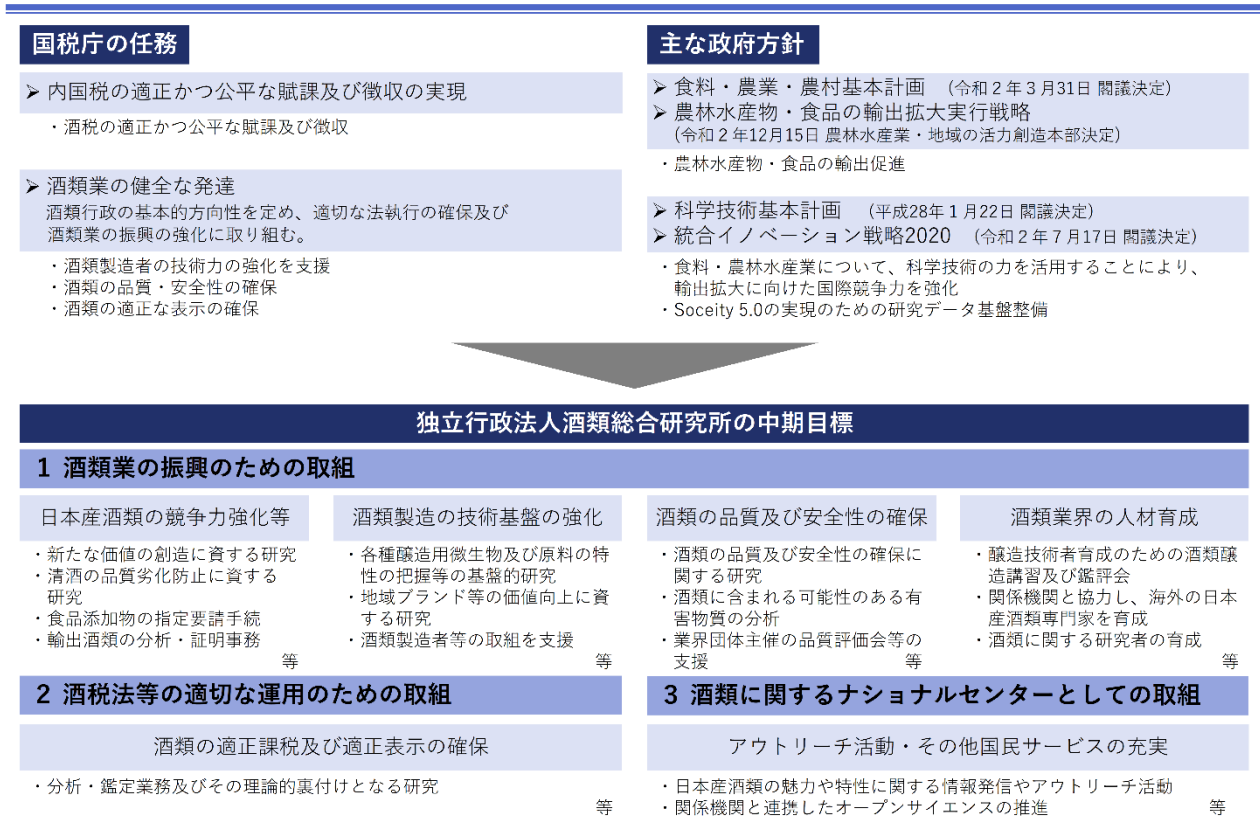 国税庁の任務
➢ 内国税の適正かつ公平な賦課及び徴収の実現
・酒税の適正かつ公平な賦課及び徴収
➢ 酒類業の健全な発達
酒類行政の基本的方向性を定め、適切な法執行の確保及び
酒類業の振興の強化に取り組む。
・酒類製造者の技術力の強化を支援
・酒類の品質・安全性の確保
・酒類の適正な表示の確保
主な政府方針
➢ 食料・農業・農村基本計画 （令和２年３月31日 閣議決定）
➢ 農林水産物・食品の輸出拡大実行戦略
（令和２年12月15日 農林水産業・地域の活力創造本部決定）
・農林水産物・食品の輸出促進
➢ 科学技術基本計画 （平成28年１月22日 閣議決定）
➢ 統合イノベーション戦略2020 （令和２年７月17日 閣議決定）
・食料・農林水産業について、科学技術の力を活用することにより、
輸出拡大に向けた国際競争力を強化
・Soceity 5.0の実現のための研究データ基盤整備
独立行政法人酒類総合研究所の中期目標
1 酒類業の振興のための取組
日本産酒類の競争力強化等
・新たな価値の創造に資する研究
・清酒の品質劣化防止に資する
研究
・食品添加物の指定要請手続
・輸出酒類の分析・証明事務
等
酒類製造の技術基盤の強化
・各種醸造用微生物及び原料の特
性の把握等の基盤的研究
・地域ブランド等の価値向上に資
する研究
・酒類製造者等の取組を支援
等
酒類の品質及び安全性の確保
・酒類の品質及び安全性の確保に
関する研究
・酒類に含まれる可能性のある有
害物質の分析
・業界団体主催の品質評価会等の
支援 等
酒類業界の人材育成
・醸造技術者育成のための酒類醸
造講習及び鑑評会
・関係機関と協力し、海外の日本
産酒類専門家を育成
・酒類に関する研究者の育成
等
2 酒税法等の適切な運用のための取組
酒類の適正課税及び適正表示の確保
・分析・鑑定業務及びその理論的裏付けとなる研究
等
3 酒類に関するナショナルセンターとしての取組
アウトリーチ活動・その他国民サービスの充実
・日本産酒類の魅力や特性に関する情報発信やアウトリーチ活動
・関係機関と連携したオープンサイエンスの推進 等